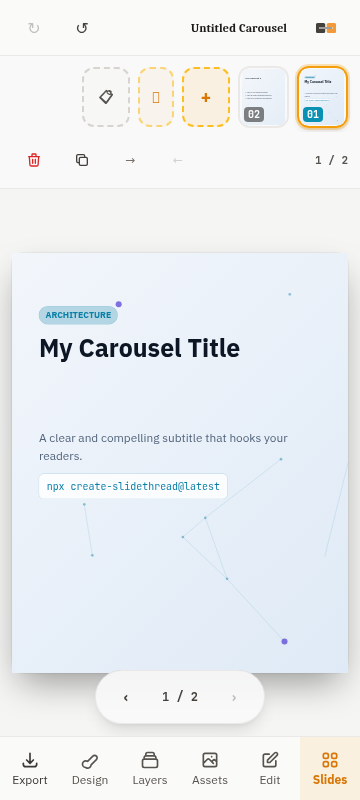 Untitled Carousel
02
01
1 / 2
ARCHITECTURE
My Carousel Title
A clear and compelling subtitle that hooks your
readers.
npx create-slidethread@latest
1 / 2
Export
Design
Layers
Assets
Edit
Slides